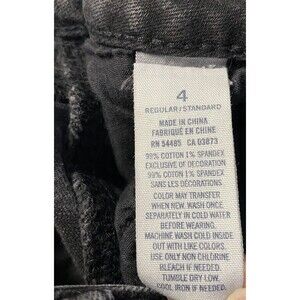 4
REGULAR/STANDARD
MADE IN CHINA
FABRIQUÉ EN CHINE
RN 54485 CA 03873
99% COTTON 1% SPANDEX
EXCLUSIVE OF DECORATION
99% COTTON 1% SPANDEX
SANS LES DÉCORATIONS
COLOR MAY TRANSFER
WHEN NEW. WASH ONCE
SEPARATELY IN COLD WATER
BEFORE WEARING.
MACHINE WASH COLD INSIDE
OUT WITH LIKE COLORS.
USE ONLY NON CHLORINE
BLEACH IF NEEDED.
TUMBLE DRY LOW.
COOL IRON IF NEEDED.